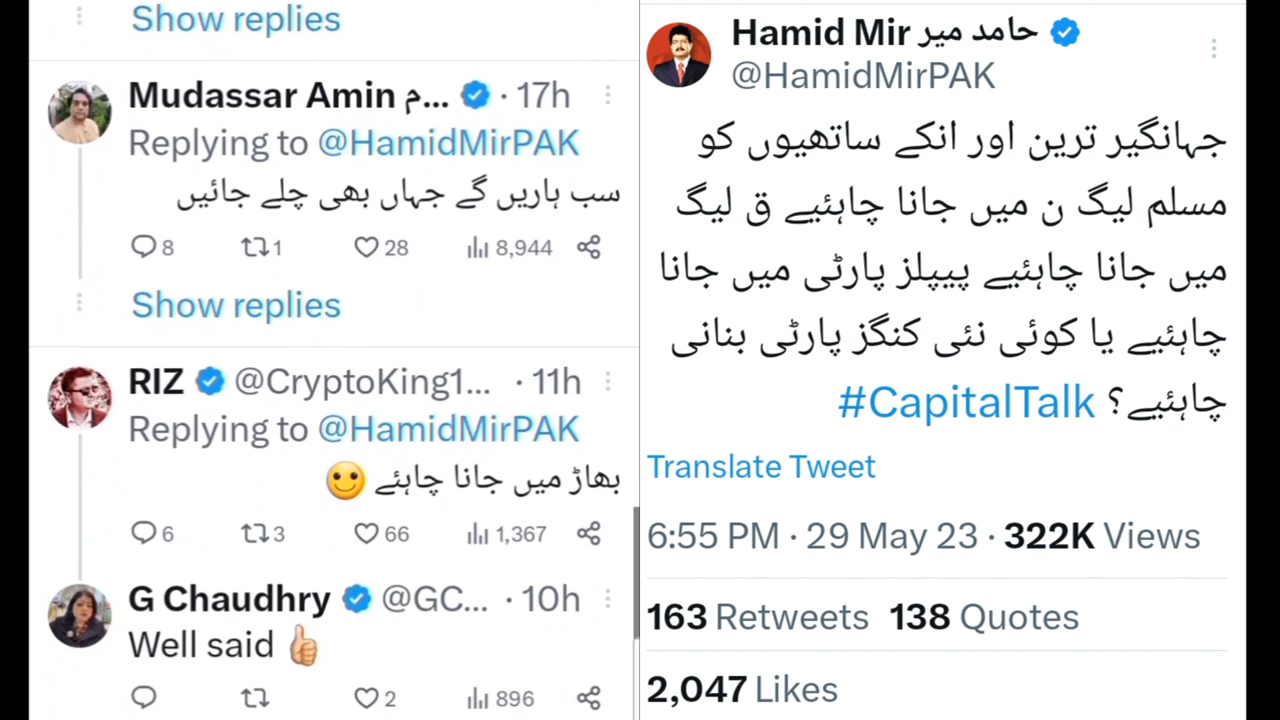 Show replies
Mudassar Amin م... · 17h
Replying to @HamidMirPAK
سب ہاریں گے جہاں بھی چلے جائیں
8 1 28 8,944
Show replies
RIZ @CryptoKing1... · 11h
Replying to @HamidMirPAK
بھاڑ میں جانا چاہئے 🙂
6 3 66 1,367
G Chaudhry @GC... · 10h
Well said 👍
2 896
Hamid Mir حامد میر
@HamidMirPAK
جہانگیر ترین اور انکے ساتھیوں کو
مسلم لیگ ن میں جانا چاہئیے ق لیگ
میں جانا چاہئیے پیپلز پارٹی میں جانا
چاہئیے یا کوئی نئی کنگز پارٹی بنانی
چاہئیے؟ #CapitalTalk
Translate Tweet
6:55 PM · 29 May 23 · 322K Views
163 Retweets 138 Quotes
2,047 Likes